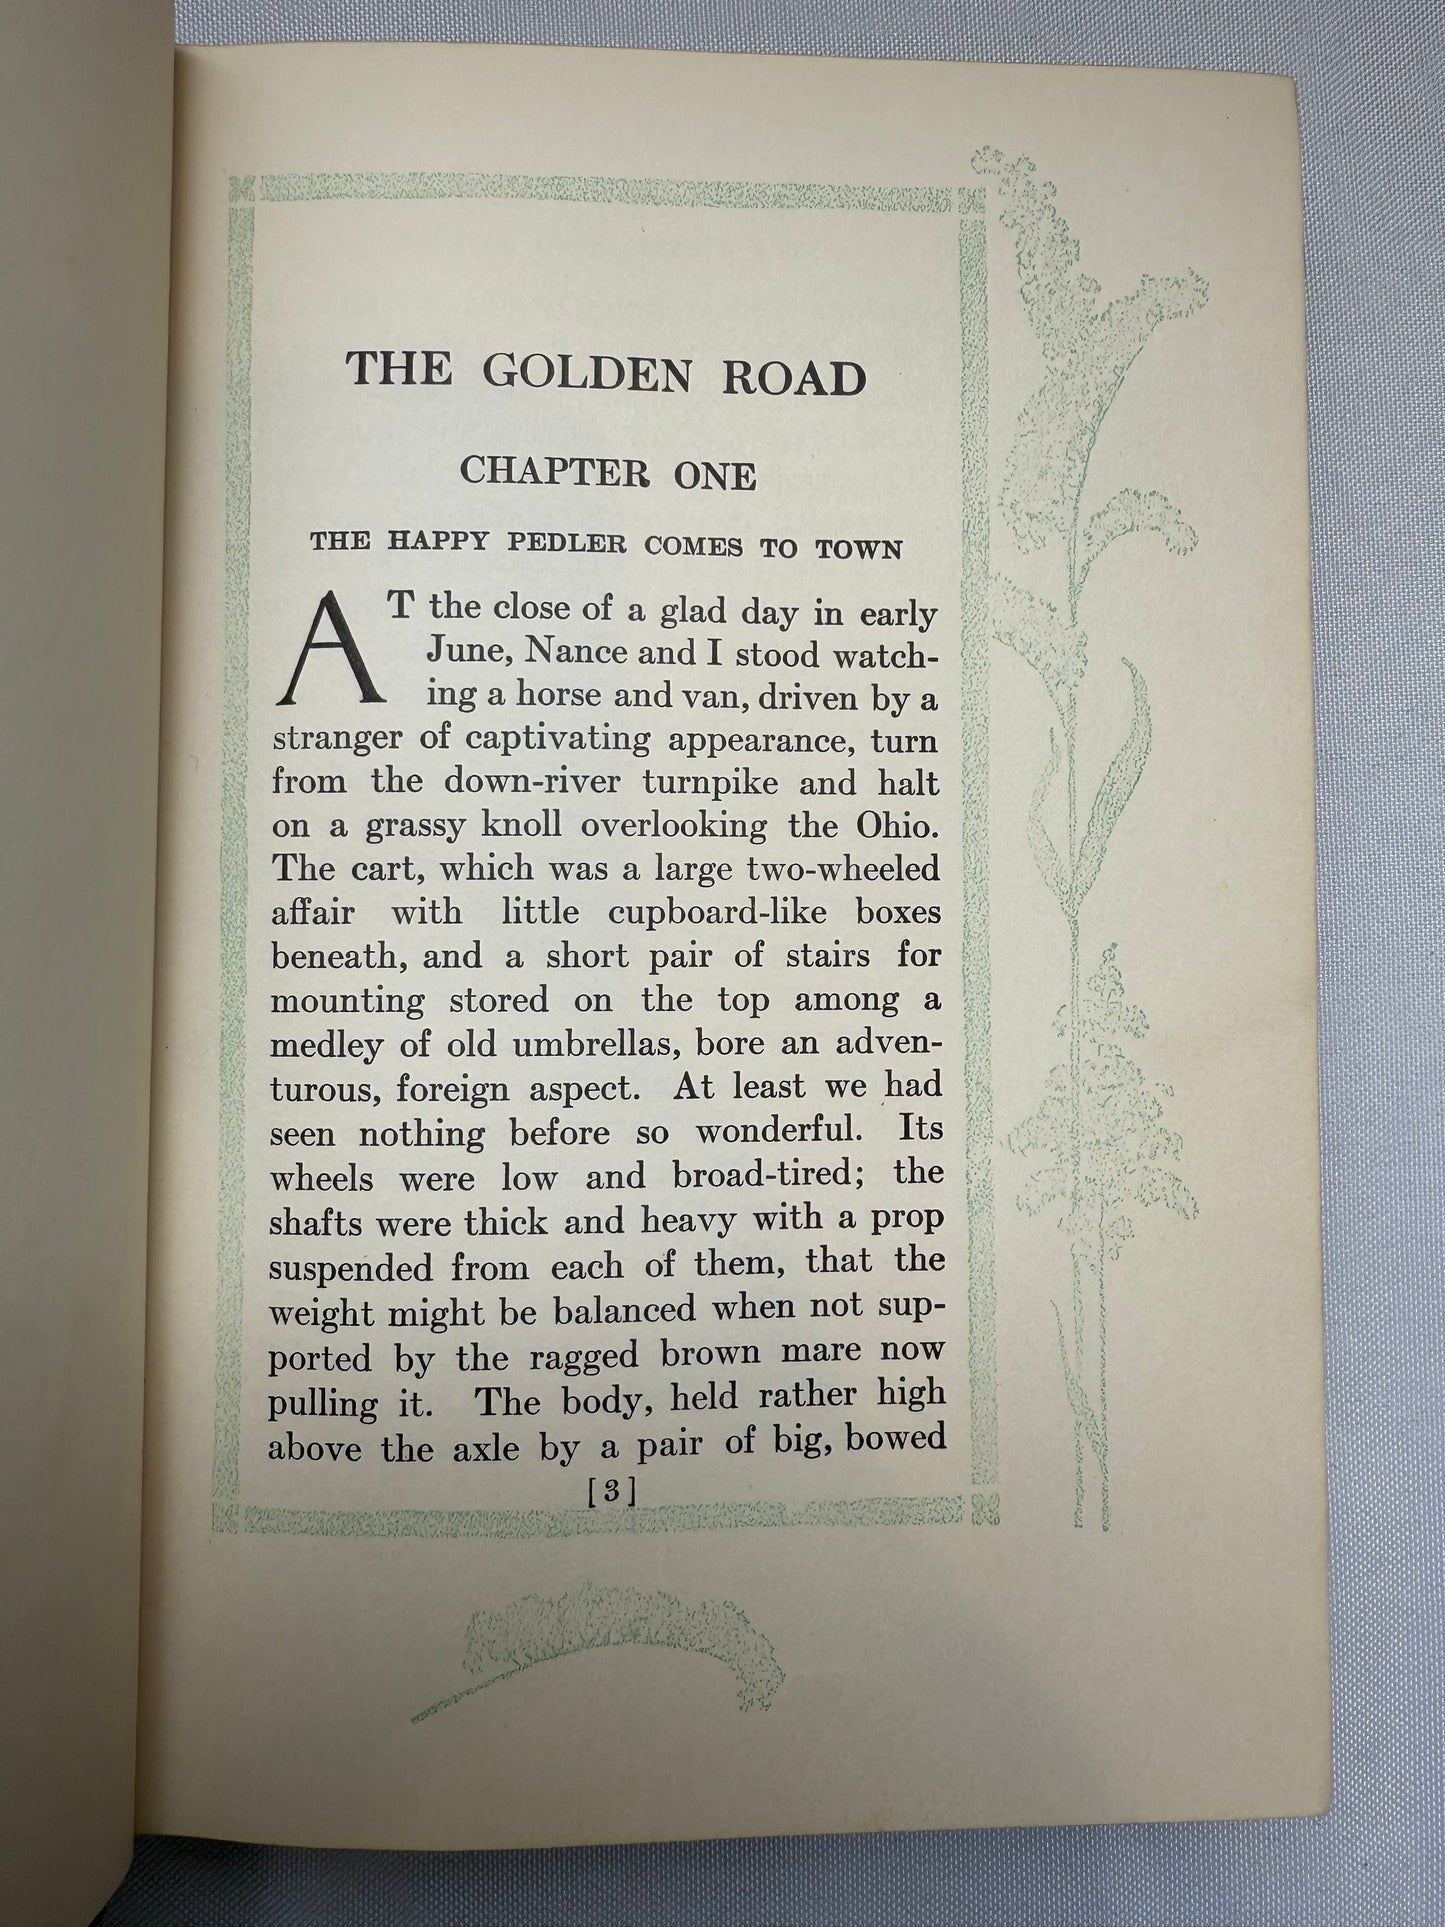 THE GOLDEN ROAD
CHAPTER ONE
THE HAPPY PEDLER COMES TO TOWN
AT the close of a glad day in early
June, Nance and I stood watch-
ing a horse and van, driven by a
stranger of captivating appearance, turn
from the down-river turnpike and halt
on a grassy knoll overlooking the Ohio.
The cart, which was a large two-wheeled
affair with little cupboard-like boxes
beneath, and a short pair of stairs for
mounting stored on the top among a
medley of old umbrellas, bore an adven-
turous, foreign aspect. At least we had
seen nothing before so wonderful. Its
wheels were low and broad-tired; the
shafts were thick and heavy with a prop
suspended from each of them, that the
weight might be balanced when not sup-
ported by the ragged brown mare now
pulling it. The body, held rather high
above the axle by a pair of big, bowed
[3]